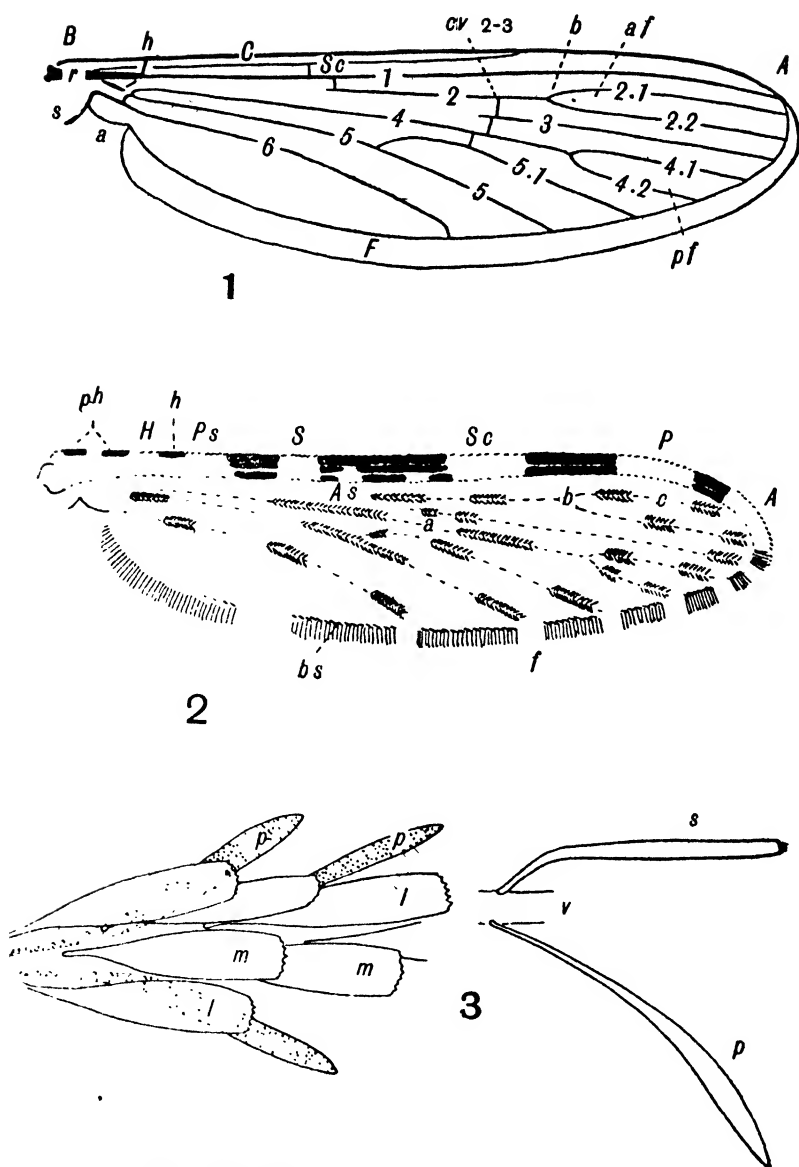 B h C Sc cv 2-3 b af A
r 1 2 2.1
s a 4 3 2.2
6 5 5.1 4.1
5 4.2
F pf
1
ph H h Ps S Sc P
As b c A
a
bs f
2
p p s
l v
m m
l 3
p